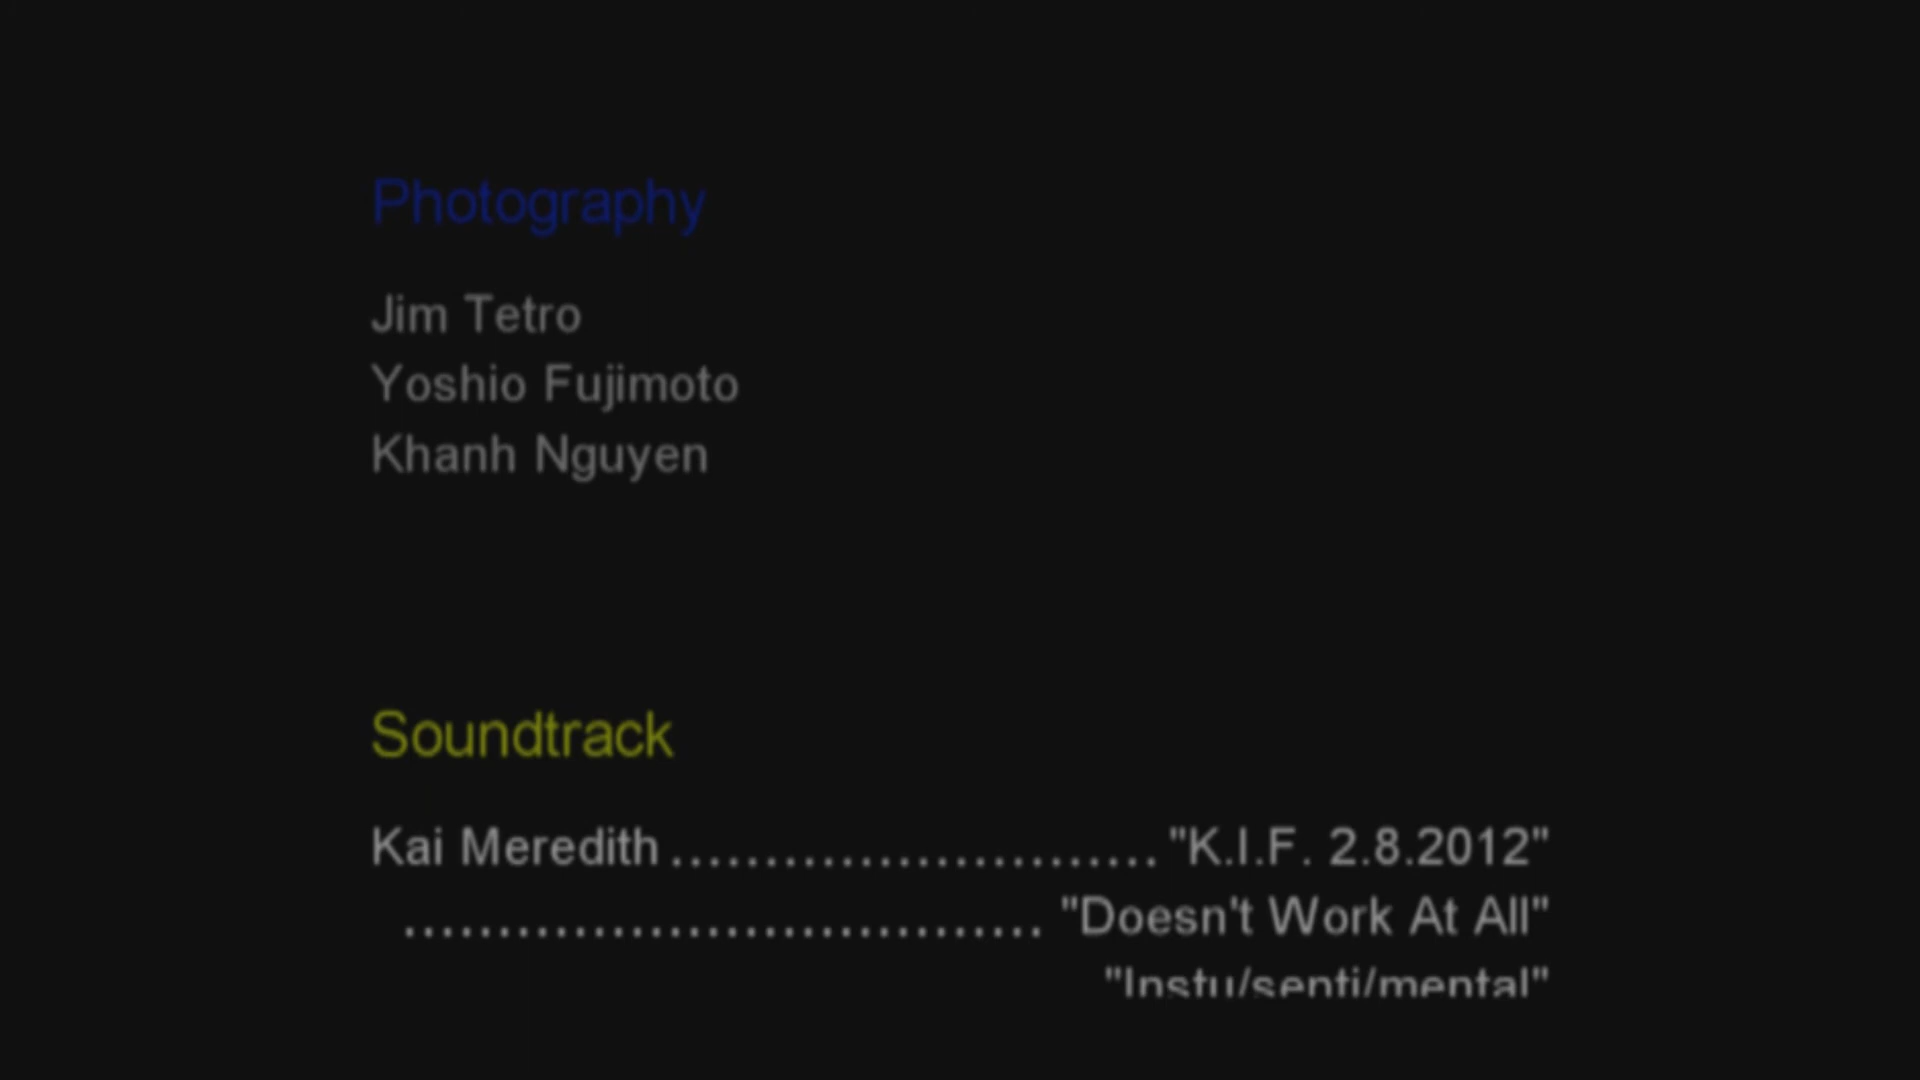 Photography
Jim Tetro
Yoshio Fujimoto
Khanh Nguyen
Soundtrack
Kai Meredith .......................... "K.I.F. 2.8.2012"
.................................. "Doesn't Work At All"
"Instu/senti/mental"